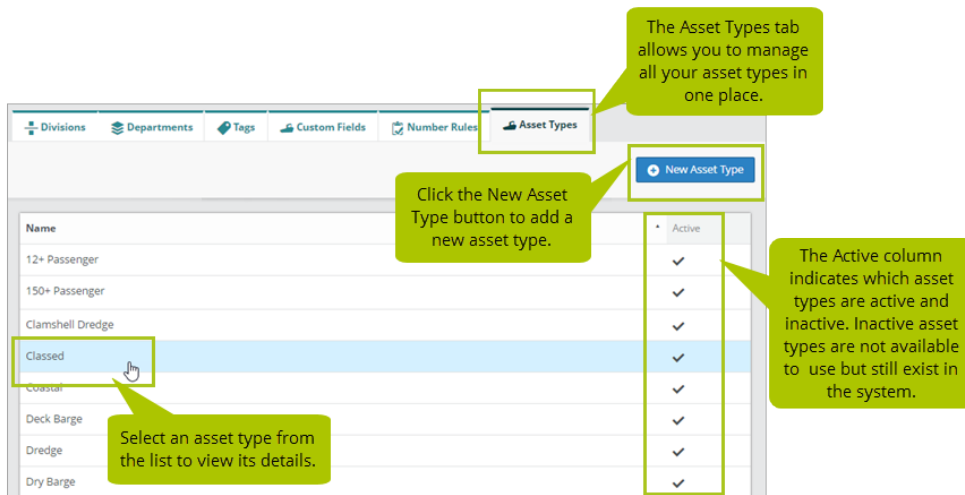 The Asset Types tab
allows you to manage
all your asset types in
one place.
Divisions
Departments
Tags
Custom Fields
Number Rules
Asset Types
New Asset Type
Click the New Asset
Type button to add a
new asset type.
Name
Active
12+ Passenger
150+ Passenger
Clamshell Dredge
Classed
Coastal
Deck Barge
Dredge
Dry Barge
The Active column
indicates which asset
types are active and
inactive. Inactive asset
types are not available
to use but still exist in
the system.
Select an asset type from
the list to view its details.